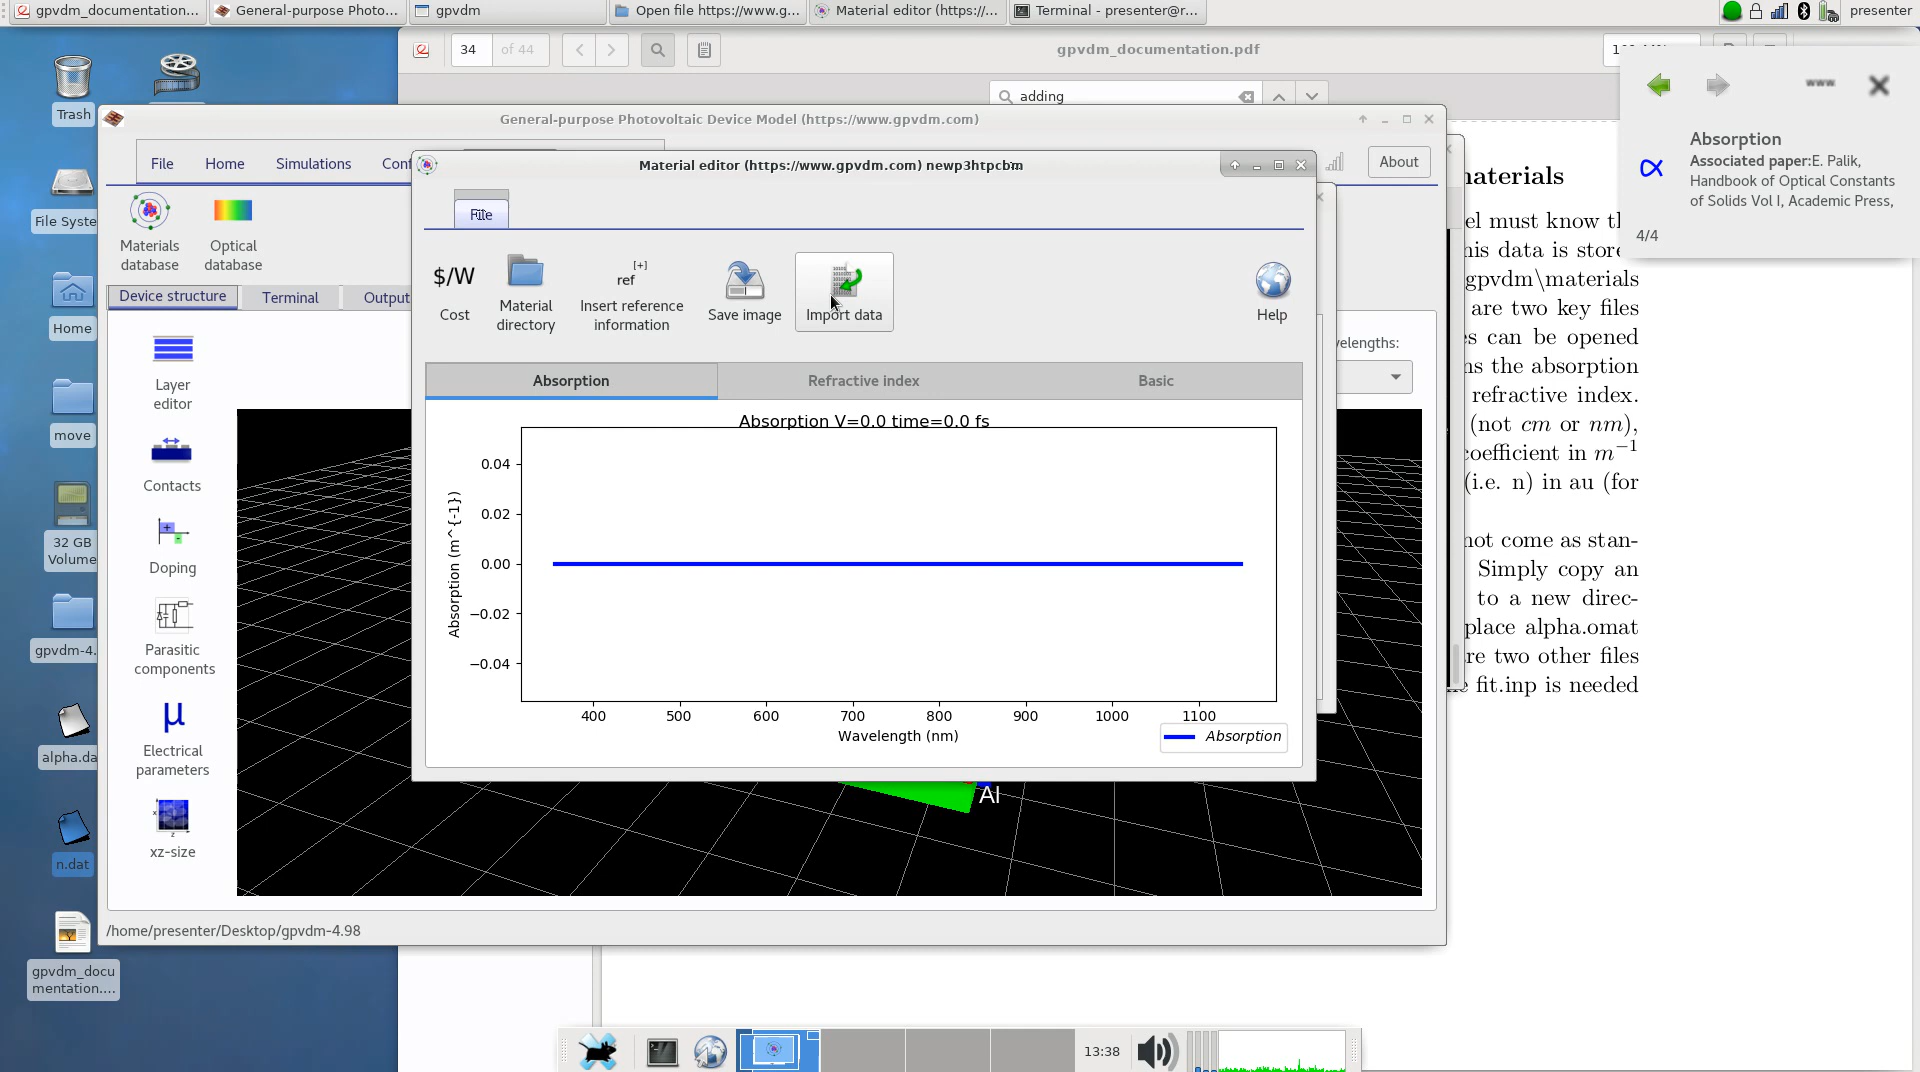 gpvdm_documentation...
General-purpose Photo...
gpvdm
Open file https://www.g...
Material editor (https://...
Terminal - presenter@r...
presenter
34
of 44
gpvdm_documentation.pdf
adding
Trash
File Syste
Home
move
32 GB
Volume
gpvdm-4.
alpha.da
n.dat
gpvdm_docu
mentation....
General-purpose Photovoltaic Device Model (https://www.gpvdm.com)
File
Home
Simulations
About
Materials
database
Optical
database
Device structure
Terminal
Output
Layer
editor
Contacts
Doping
Parasitic
components
μ
Electrical
parameters
xz-size
/home/presenter/Desktop/gpvdm-4.98
velengths:
Al
Material editor (https://www.gpvdm.com) newp3htpcbm
File
$/W
Cost
Material
directory
ref [+]
Insert reference
information
Save image
Import data
Help
Absorption
Refractive index
Basic
Absorption V=0.0 time=0.0 fs
0.04
0.02
0.00
−0.02
−0.04
Absorption (m^{-1})
400 500 600 700 800 900 1000 1100
Wavelength (nm)
Absorption
www
Absorption
Associated paper:E. Palik,
Handbook of Optical Constants
of Solids Vol I, Academic Press,
α
4/4
naterials
el must know
his data is store
gpvdm\materials
are two key files
es can be opened
ns the absorption
refractive index.
(not cm or nm),
coefficient in m⁻¹
(i.e. n) in au (for
not come as stan-
Simply copy an
to a new direc-
place alpha.omat
re two other files
e fit.inp is needed
13:38